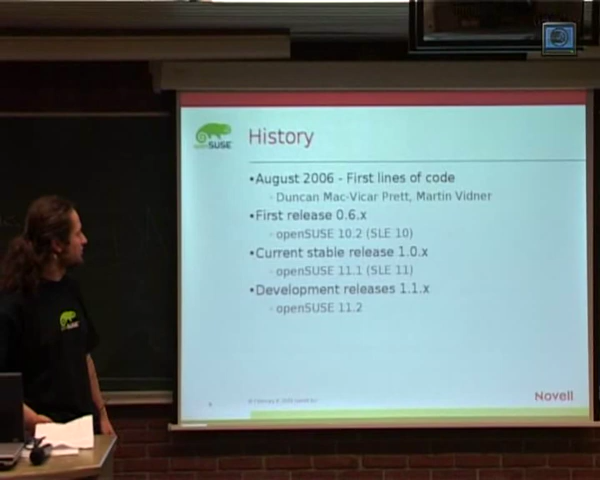 openSUSE
History
•August 2006 - First lines of code
- Duncan Mac-Vicar Prett, Martin Vidner
•First release 0.6.x
- openSUSE 10.2 (SLE 10)
•Current stable release 1.0.x
- openSUSE 11.1 (SLE 11)
•Development releases 1.1.x
- openSUSE 11.2
Novell